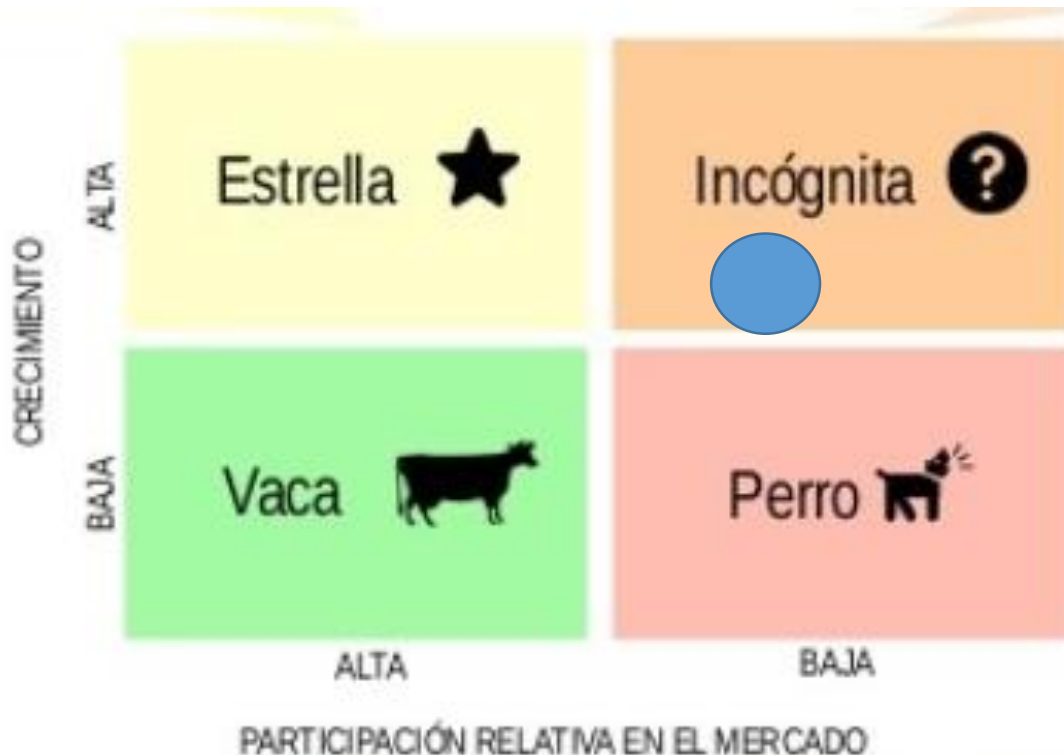 Estrella
Incógnita
?
ALTA
CRECIMIENTO
Vaca
Perro
BAJA
ALTA
BAJA
PARTICIPACIÓN RELATIVA EN EL MERCADO